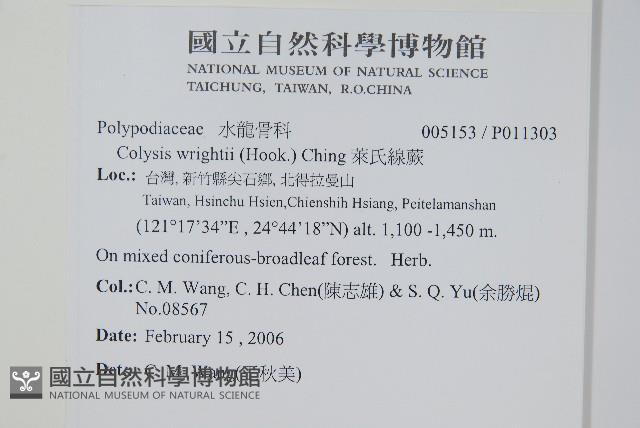 國立自然科學博物館
NATIONAL MUSEUM OF NATURAL SCIENCE
TAICHUNG, TAIWAN, R.O.CHINA
Polypodiaceae 水龍骨科 005153 / P011303
Colysis wrightii (Hook.) Ching 萊氏線蕨
Loc.: 台灣, 新竹縣尖石鄉, 北得拉曼山
Taiwan, Hsinchu Hsien,Chienshih Hsiang, Peitelamanshan
(121°17'34”E , 24°44'18”N) alt. 1,100 -1,450 m.
On mixed coniferous-broadleaf forest. Herb.
Col.: C. M. Wang, C. H. Chen(陳志雄) & S. Q. Yu(余勝焜)
No.08567
Date: February 15 , 2006
C. M. Wang(王秋美)
國立自然科學博物館
NATIONAL MUSEUM OF NATURAL SCIENCE